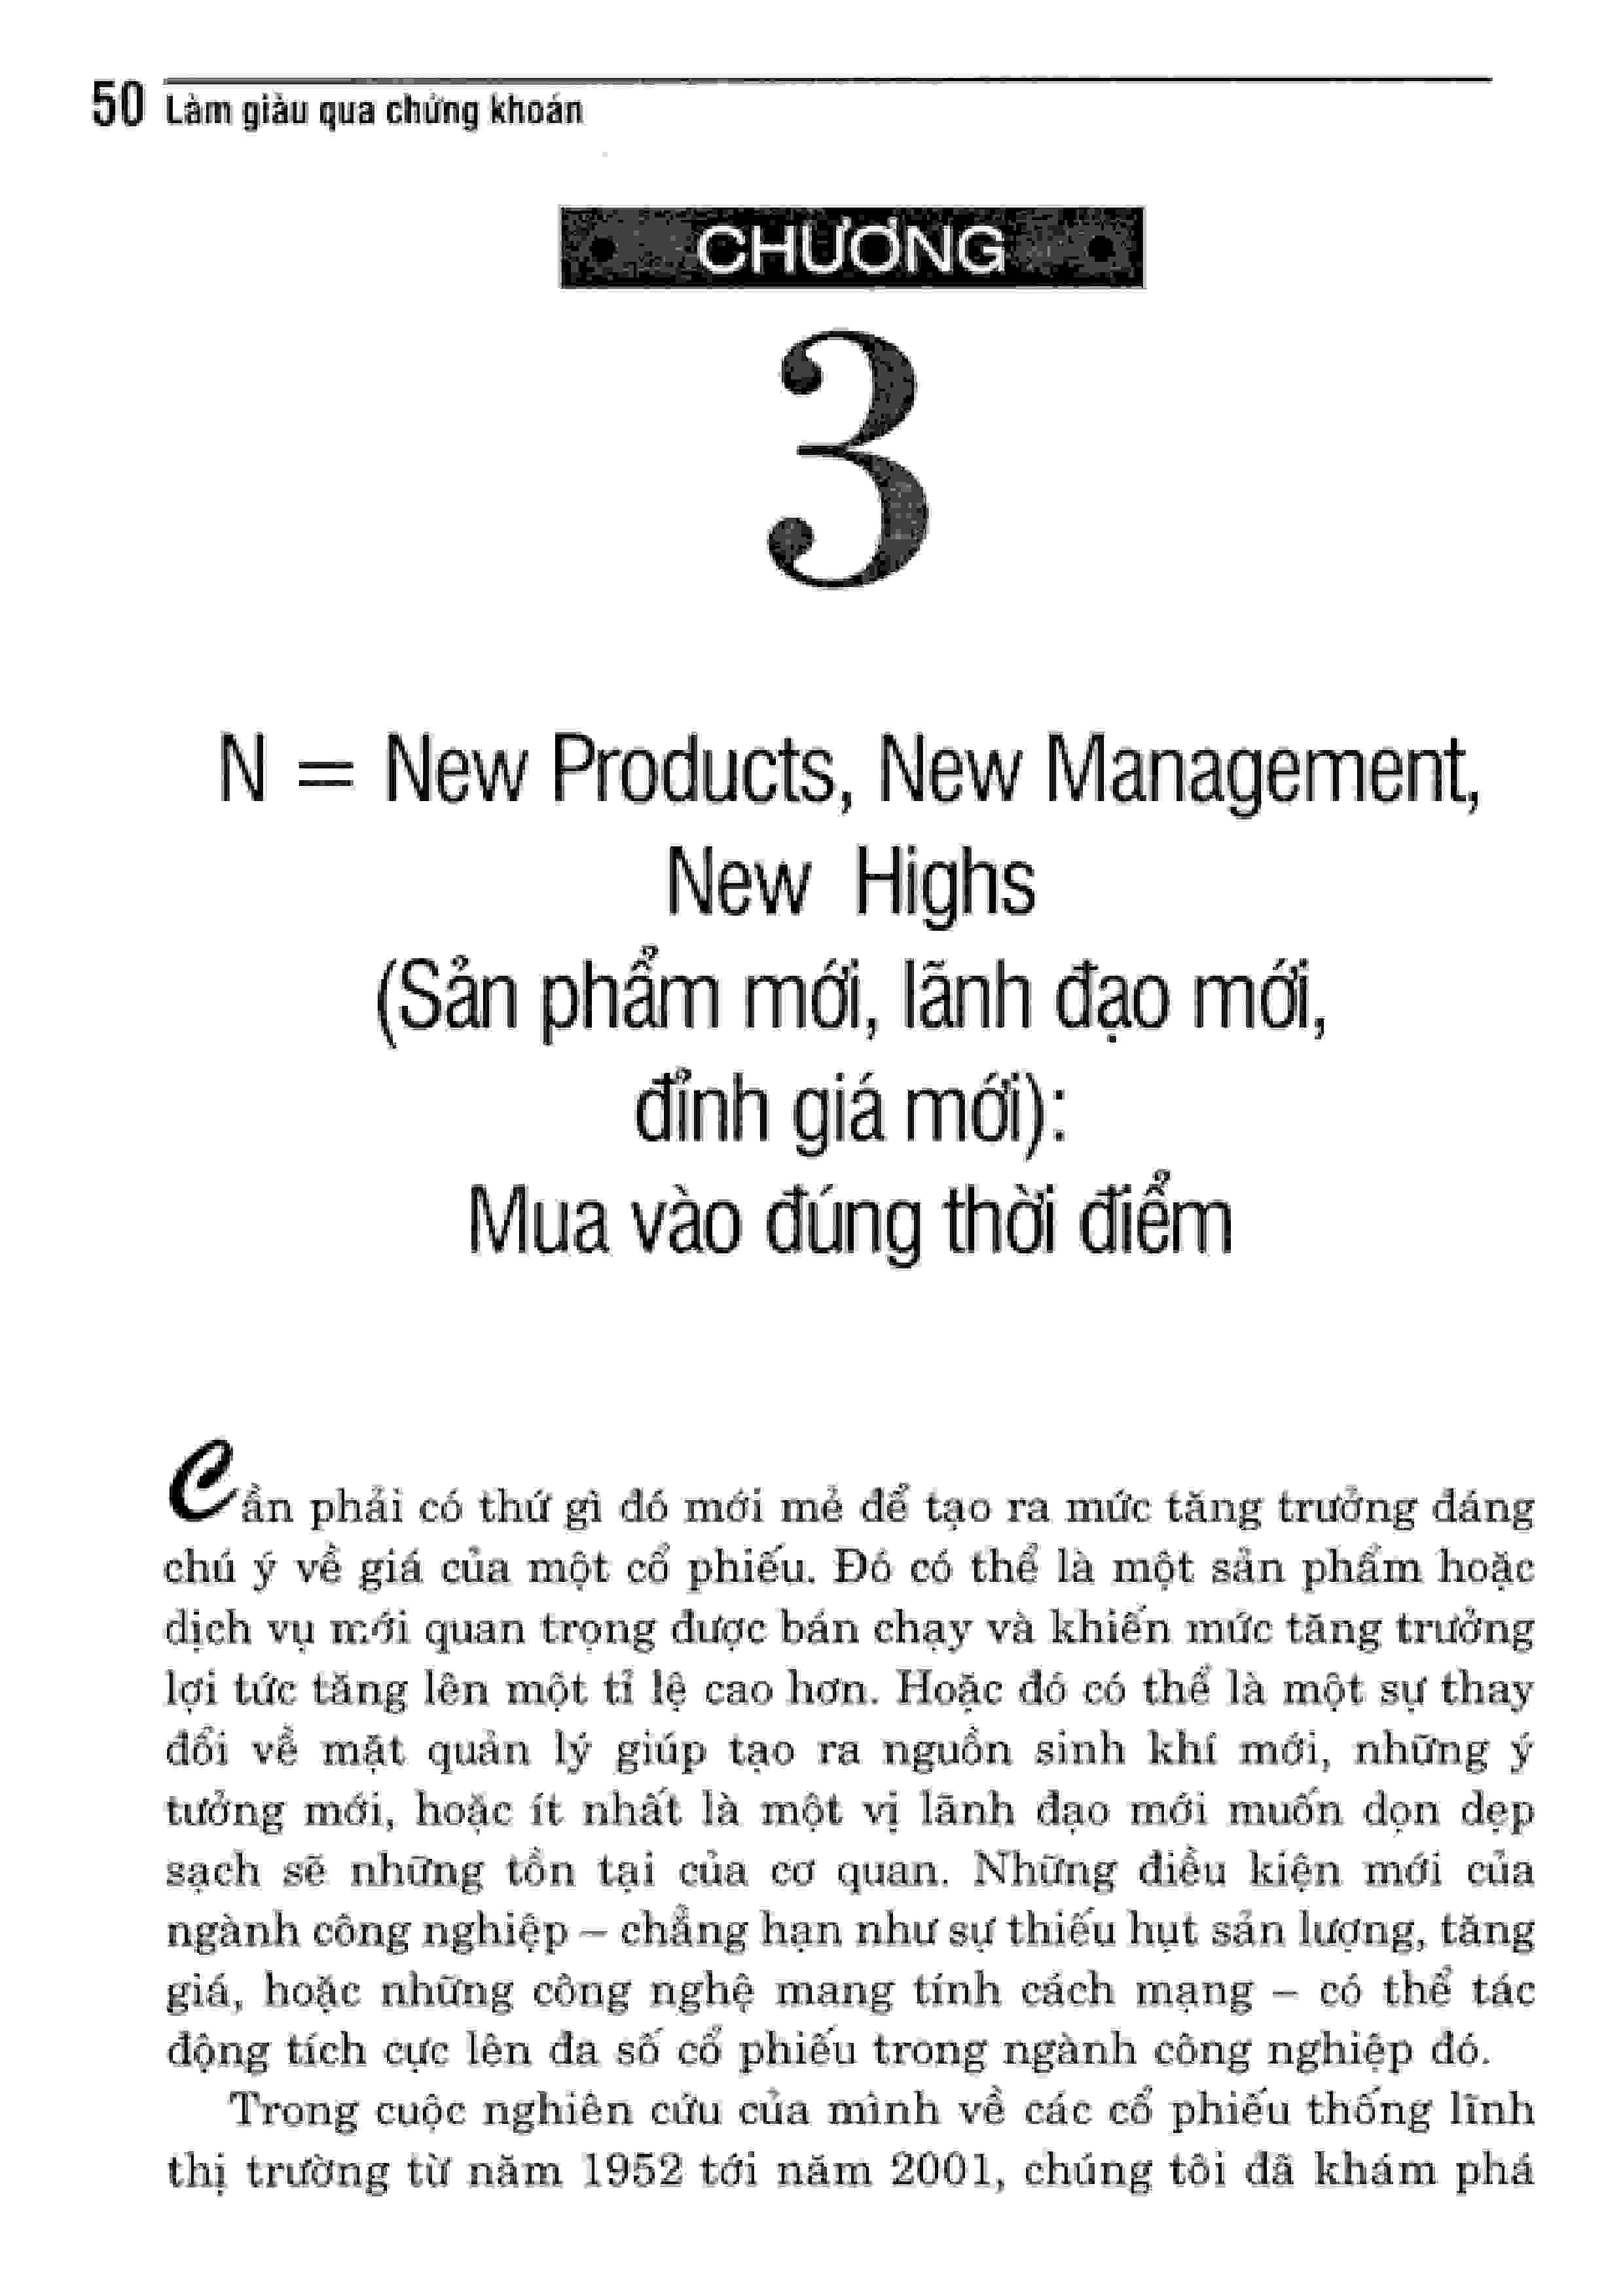 50 Làm giàu qua chứng khoán
CHƯƠNG
3
N = New Products, New Management,
New Highs
(Sản phẩm mới, lãnh đạo mới,
đỉnh giá mới):
Mua vào đúng thời điểm
Cần phải có thứ gì đó mới mẻ để tạo ra mức tăng trưởng đáng
chú ý về giá của một cổ phiếu. Đó có thể là một sản phẩm hoặc
dịch vụ mới quan trọng được bán chạy và khiến mức tăng trưởng
lợi tức tăng lên một tỉ lệ cao hơn. Hoặc đó có thể là một sự thay
đổi về mặt quản lý giúp tạo ra nguồn sinh khí mới, những ý
tưởng mới, hoặc ít nhất là một vị lãnh đạo mới muốn dọn dẹp
sạch sẽ những tồn tại của cơ quan. Những điều kiện mới của
ngành công nghiệp – chẳng hạn như sự thiếu hụt sản lượng, tăng
giá, hoặc những công nghệ mang tính cách mạng – có thể tác
động tích cực lên đa số cổ phiếu trong ngành công nghiệp đó.
Trong cuộc nghiên cứu của mình về các cổ phiếu thống lĩnh
thị trường từ năm 1952 tới năm 2001, chúng tôi đã khám phá